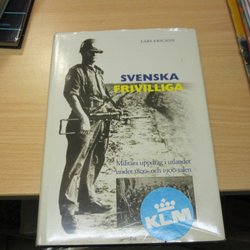 LARS ERICSON
SVENSKA
FRIVILLIGA
Militära uppdrag i utlandet
under 1800- och 1900-talen
KLM